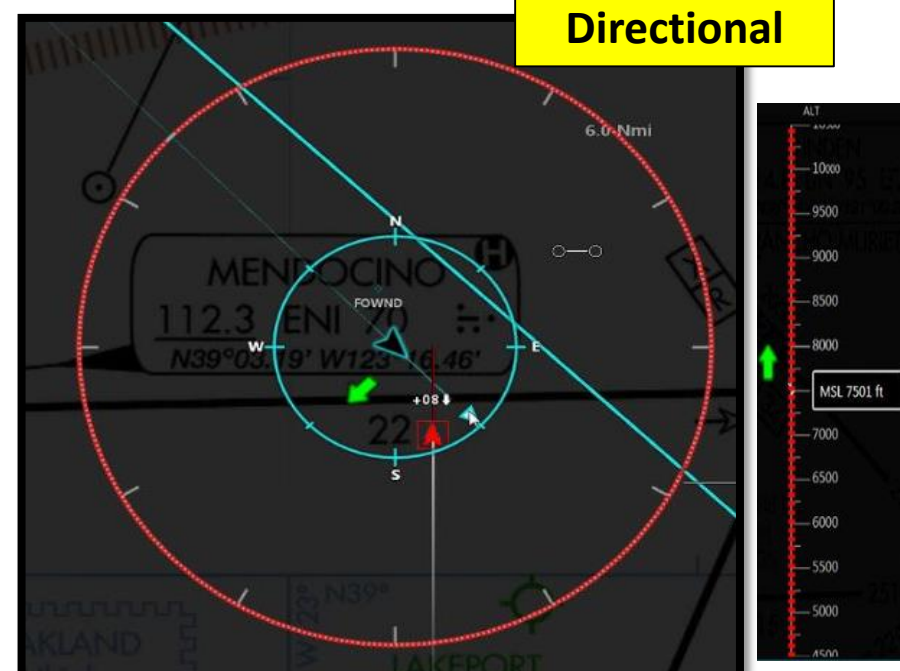 Directional
6.0 Nmi
N
MENDOCINO
H
FOWND
112.3 ENI 70
W
E
N39°03.19' W123°16.46'
+08
22
S
N39°
W 23°
OAKLAND
LAKEPORT
ALT
10000
9500
9000
8500
8000
MSL 7501 ft
7000
6500
6000
5500
5000
4500